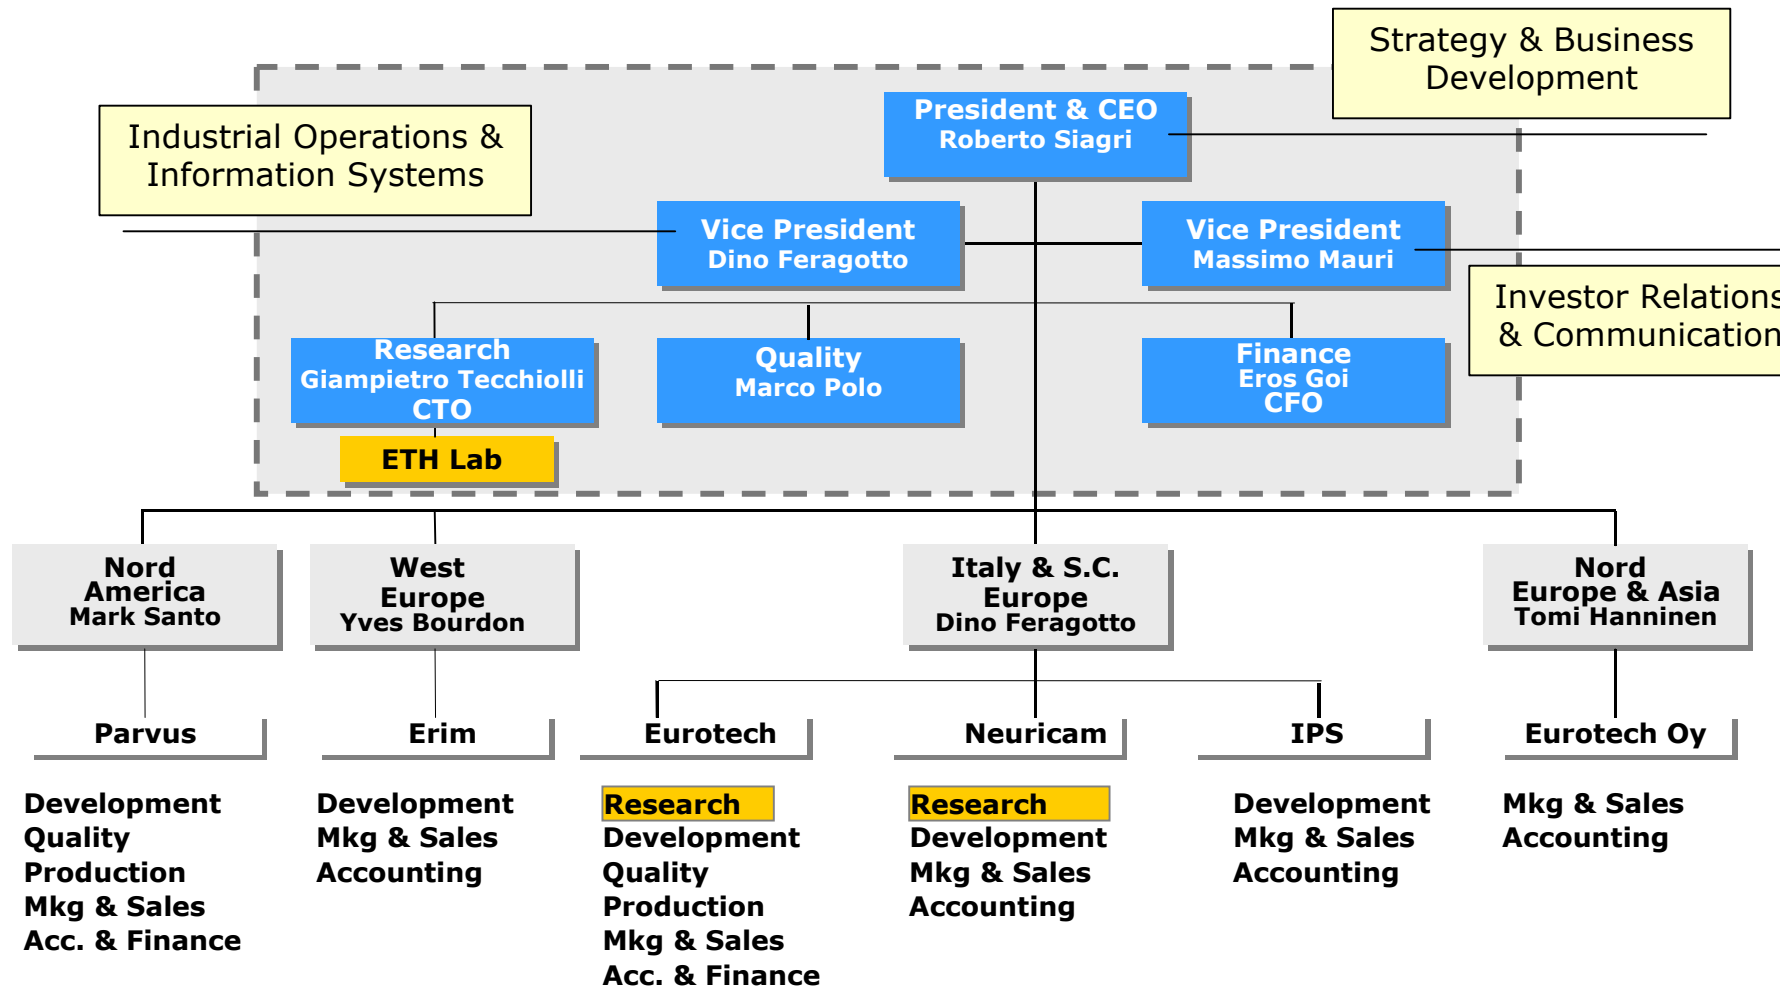 Strategy & Business
Development
President & CEO
Roberto Siagri
Industrial Operations &
Information Systems
Vice President
Dino Feragotto
Vice President
Massimo Mauri
Investor Relations
& Communication
Research
Giampietro Tecchiolli
CTO
Quality
Marco Polo
Finance
Eros Goi
CFO
ETH Lab
Nord
America
Mark Santo
West
Europe
Yves Bourdon
Italy & S.C.
Europe
Dino Feragotto
Nord
Europe & Asia
Tomi Hanninen
Parvus
Erim
Eurotech
Neuricam
IPS
Eurotech Oy
Development
Quality
Production
Mkg & Sales
Acc. & Finance
Development
Mkg & Sales
Accounting
Research
Development
Quality
Production
Mkg & Sales
Acc. & Finance
Research
Development
Mkg & Sales
Accounting
Development
Mkg & Sales
Accounting
Mkg & Sales
Accounting